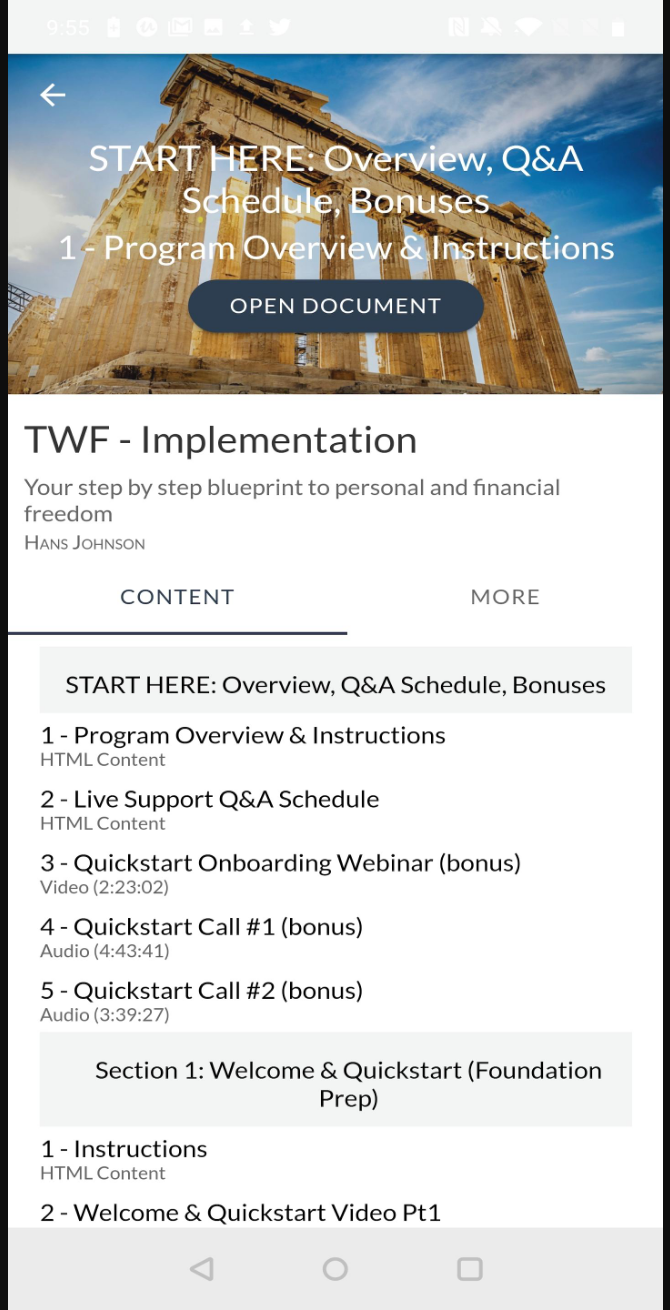 9:55
START HERE: Overview, Q&A
Schedule, Bonuses
1 - Program Overview & Instructions
OPEN DOCUMENT
TWF - Implementation
Your step by step blueprint to personal and financial
freedom
Hans Johnson
CONTENT
MORE
START HERE: Overview, Q&A Schedule, Bonuses
1 - Program Overview & Instructions
HTML Content
2 - Live Support Q&A Schedule
HTML Content
3 - Quickstart Onboarding Webinar (bonus)
Video (2:23:02)
4 - Quickstart Call #1 (bonus)
Audio (4:43:41)
5 - Quickstart Call #2 (bonus)
Audio (3:39:27)
Section 1: Welcome & Quickstart (Foundation
Prep)
1 - Instructions
HTML Content
2 - Welcome & Quickstart Video Pt1